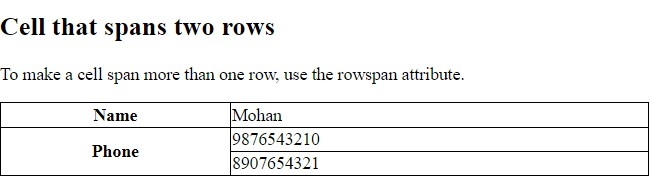 Cell that spans two rows
To make a cell span more than one row, use the rowspan attribute.
Name Mohan
Phone 9876543210
8907654321